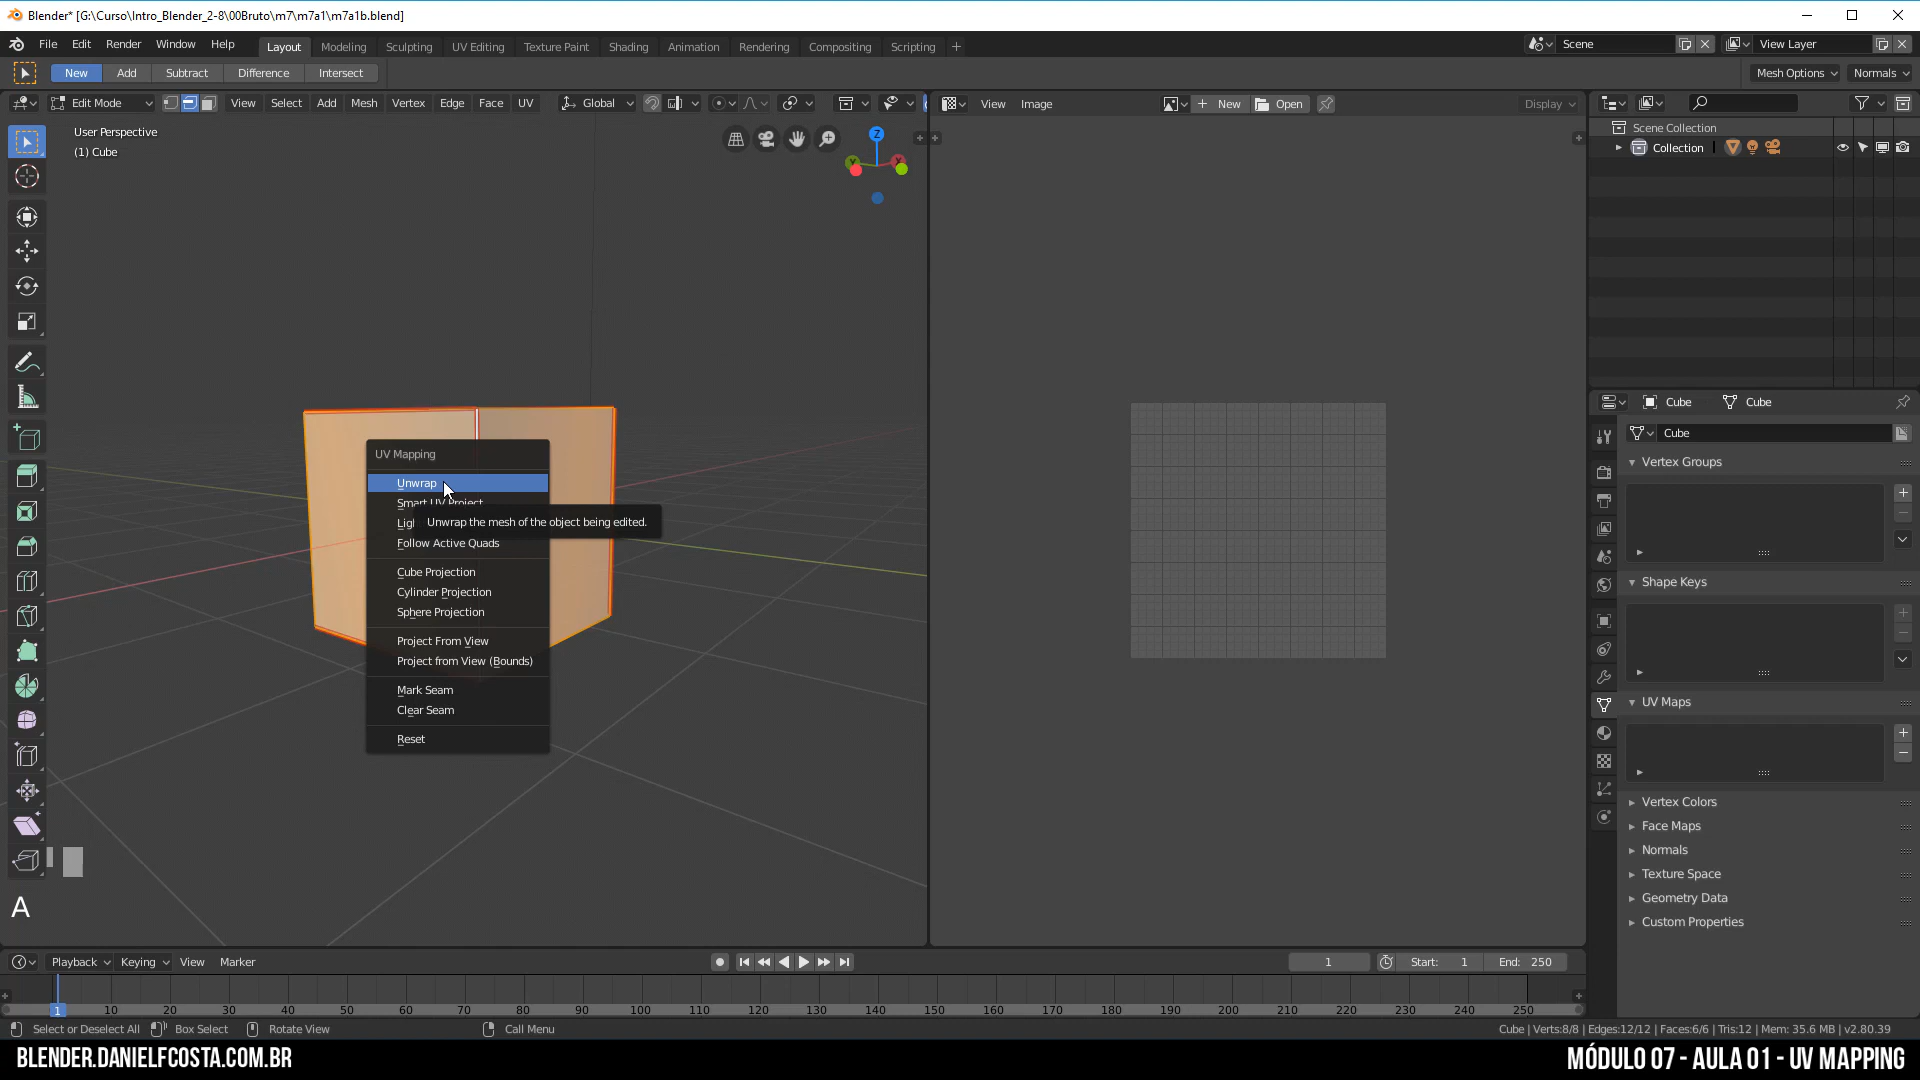 Blender* [G:\Curso\Intro_Blender_2-8\00Bruto\m7\m7a1\m7a1b.blend]
File Edit Render Window Help Layout Modeling Sculpting UV Editing Texture Paint Shading Animation Rendering Compositing Scripting + Scene View Layer
New Add Subtract Difference Intersect Mesh Options Normals
Edit Mode View Select Add Mesh Vertex Edge Face UV Global View Image New Open Display
User Perspective
(1) Cube
Z
Y
Scene Collection
Collection
Cube Cube
Cube
Vertex Groups
Shape Keys
UV Maps
Vertex Colors
Face Maps
Normals
Texture Space
Geometry Data
Custom Properties
UV Mapping
Unwrap
Smart UV Project
Unwrap the mesh of the object being edited.
Follow Active Quads
Cube Projection
Cylinder Projection
Sphere Projection
Project From View
Project from View (Bounds)
Mark Seam
Clear Seam
Reset
A
Playback Keying View Marker 1 Start: 1 End: 250
1 10 20 30 40 50 60 70 80 90 100 110 120 130 140 150 160 170 180 190 200 210 220 230 240 250
Select or Deselect All Box Select Rotate View Call Menu Cube | Verts:8/8 | Edges:12/12 | Faces:6/6 | Tris:12 | Mem: 35.6 MB | v2.80.39
BLENDER.DANIELFCOSTA.COM.BR MÓDULO 07 - AULA 01 - UV MAPPING